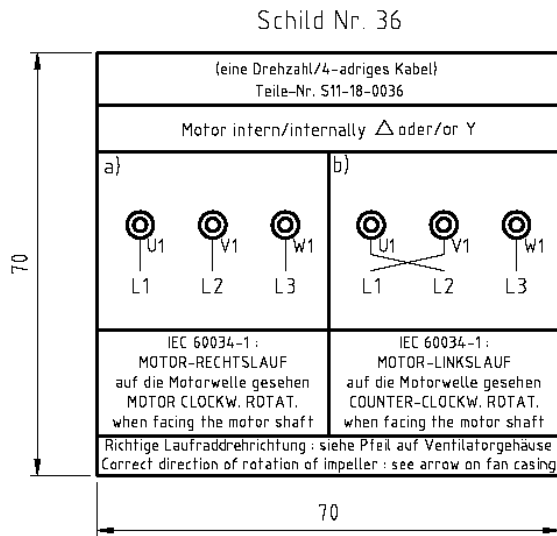 Schild Nr. 36
(eine Drehzahl/4-adriges Kabel)
Teile-Nr. S11-18-0036
Motor intern/internally △ oder/or Y
a)
U1 V1 W1
L1 L2 L3
b)
U1 V1 W1
L1 L2 L3
IEC 60034-1 :
MOTOR-RECHTSLAUF
auf die Motorwelle gesehen
MOTOR CLOCKW. ROTAT.
when facing the motor shaft
IEC 60034-1 :
MOTOR-LINKSLAUF
auf die Motorwelle gesehen
COUNTER-CLOCKW. ROTAT.
when facing the motor shaft
Richtige Laufraddrehrichtung : siehe Pfeil auf Ventilatorgehäuse
Correct direction of rotation of impeller : see arrow on fan casing
70
70